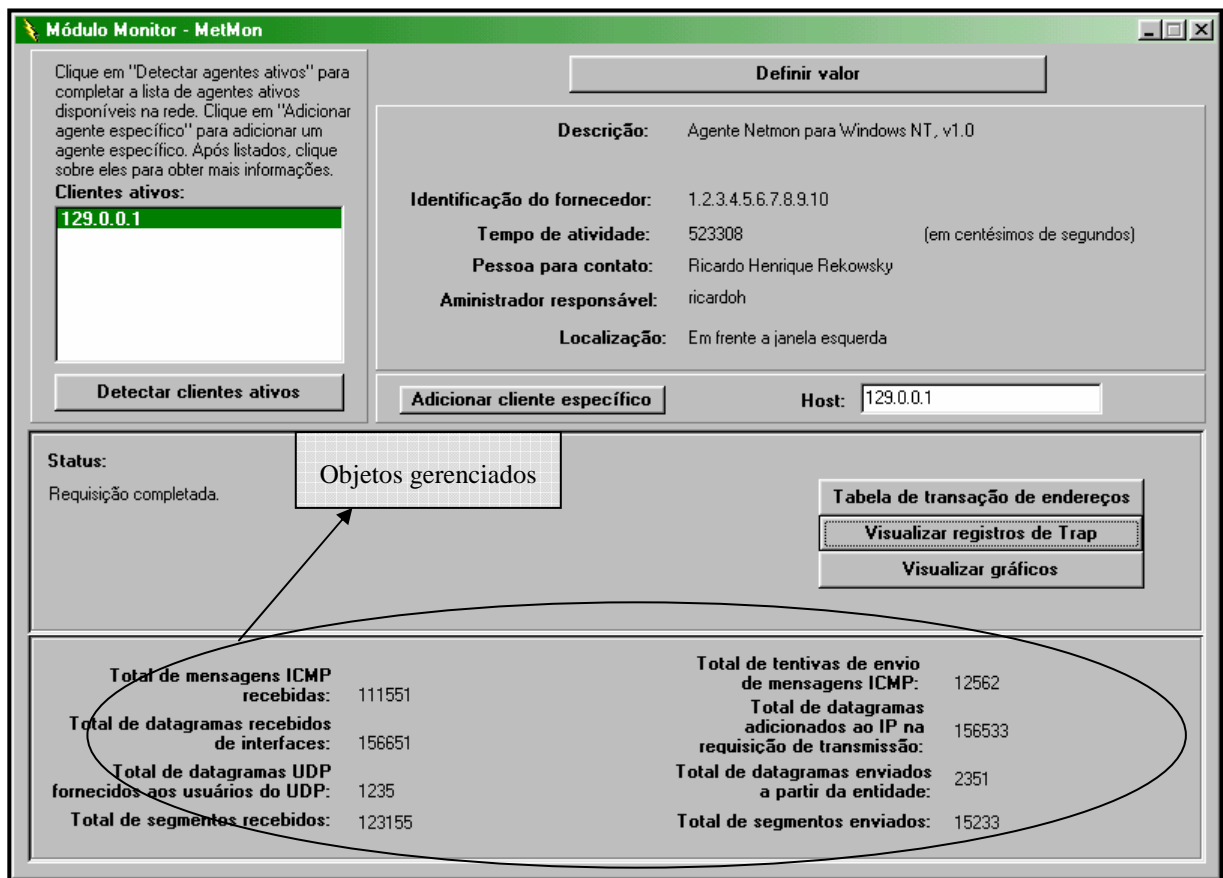 Módulo Monitor - MetMon
Clique em "Detectar agentes ativos" para
completar a lista de agentes ativos
disponíveis na rede. Clique em "Adicionar
agente específico" para adicionar um
agente específico. Após listados, clique
sobre eles para obter mais informações.
Clientes ativos:
129.0.0.1
Detectar clientes ativos
Definir valor
Descrição: Agente Netmon para Windows NT, v1.0
Identificação do fornecedor: 1.2.3.4.5.6.7.8.9.10
Tempo de atividade: 523308 (em centésimos de segundos)
Pessoa para contato: Ricardo Henrique Rekowsky
Aministrador responsável: ricardoh
Localização: Em frente a janela esquerda
Adicionar cliente específico Host: 129.0.0.1
Status:
Requisição completada.
Objetos gerenciados
Tabela de transação de endereços
Visualizar registros de Trap
Visualizar gráficos
Total de mensagens ICMP
recebidas: 111551
Total de datagramas recebidos
de interfaces: 156651
Total de datagramas UDP
fornecidos aos usuários do UDP: 1235
Total de segmentos recebidos: 123155
Total de tentivas de envio
de mensagens ICMP: 12562
Total de datagramas
adicionados ao IP na
requisição de transmissão: 156533
Total de datagramas enviados
a partir da entidade: 2351
Total de segmentos enviados: 15233